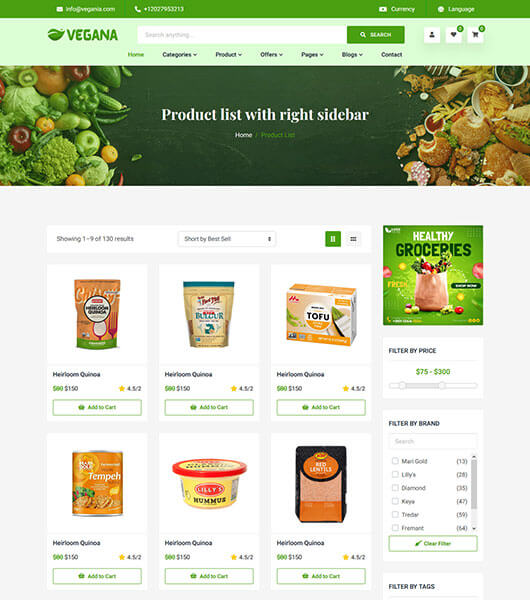 info@vegania.com +12027953213 Currency Language
VEGANA Search anything... SEARCH 0 0
Home Categories Product Offers Pages Blogs Contact
Product list with right sidebar
Home / Product List
Showing 1-9 of 130 results Sort by Best Sell
HEALTHY
GROCERIES
FRESH
SHOP NOW
HEIRLOOM
QUINOA
BULGUR
TOFU
Heirloom Quinoa Heirloom Quinoa Heirloom Quinoa
$80 $150 4.5/2 $80 $150 4.5/2 $80 $150 4.5/2
Add to Cart Add to Cart Add to Cart
FILTER BY PRICE
$75 - $300
Tempeh
LILLY'S
HUMMUS
RED
LENTILS
Heirloom Quinoa Heirloom Quinoa Heirloom Quinoa
$80 $150 4.5/2 $80 $150 4.5/2 $80 $150 4.5/2
Add to Cart Add to Cart Add to Cart
FILTER BY BRAND
Search
Mari Gold (13)
Lilly's (28)
Diamond (35)
Keya (47)
Tredar (59)
Fremant (64)
Clear Filter
FILTER BY TAGS